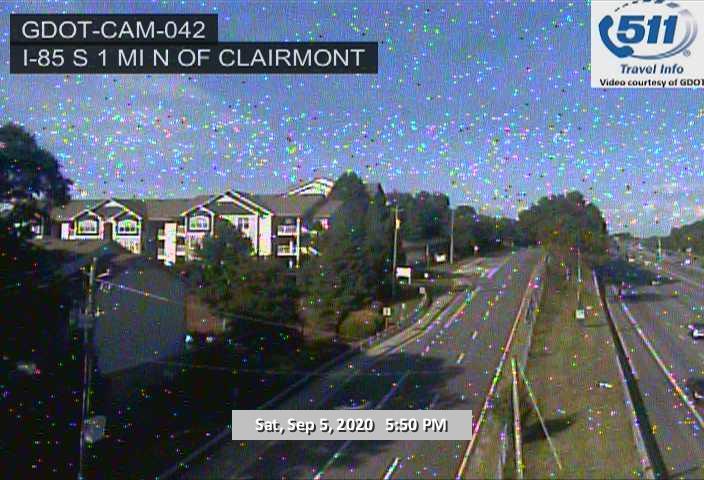 GDOT-CAM-042
I-85 S 1 MI N OF CLAIRMONT
511
Travel Info
Video courtesy of GDOT
Sat, Sep 5, 2020 5:50 PM